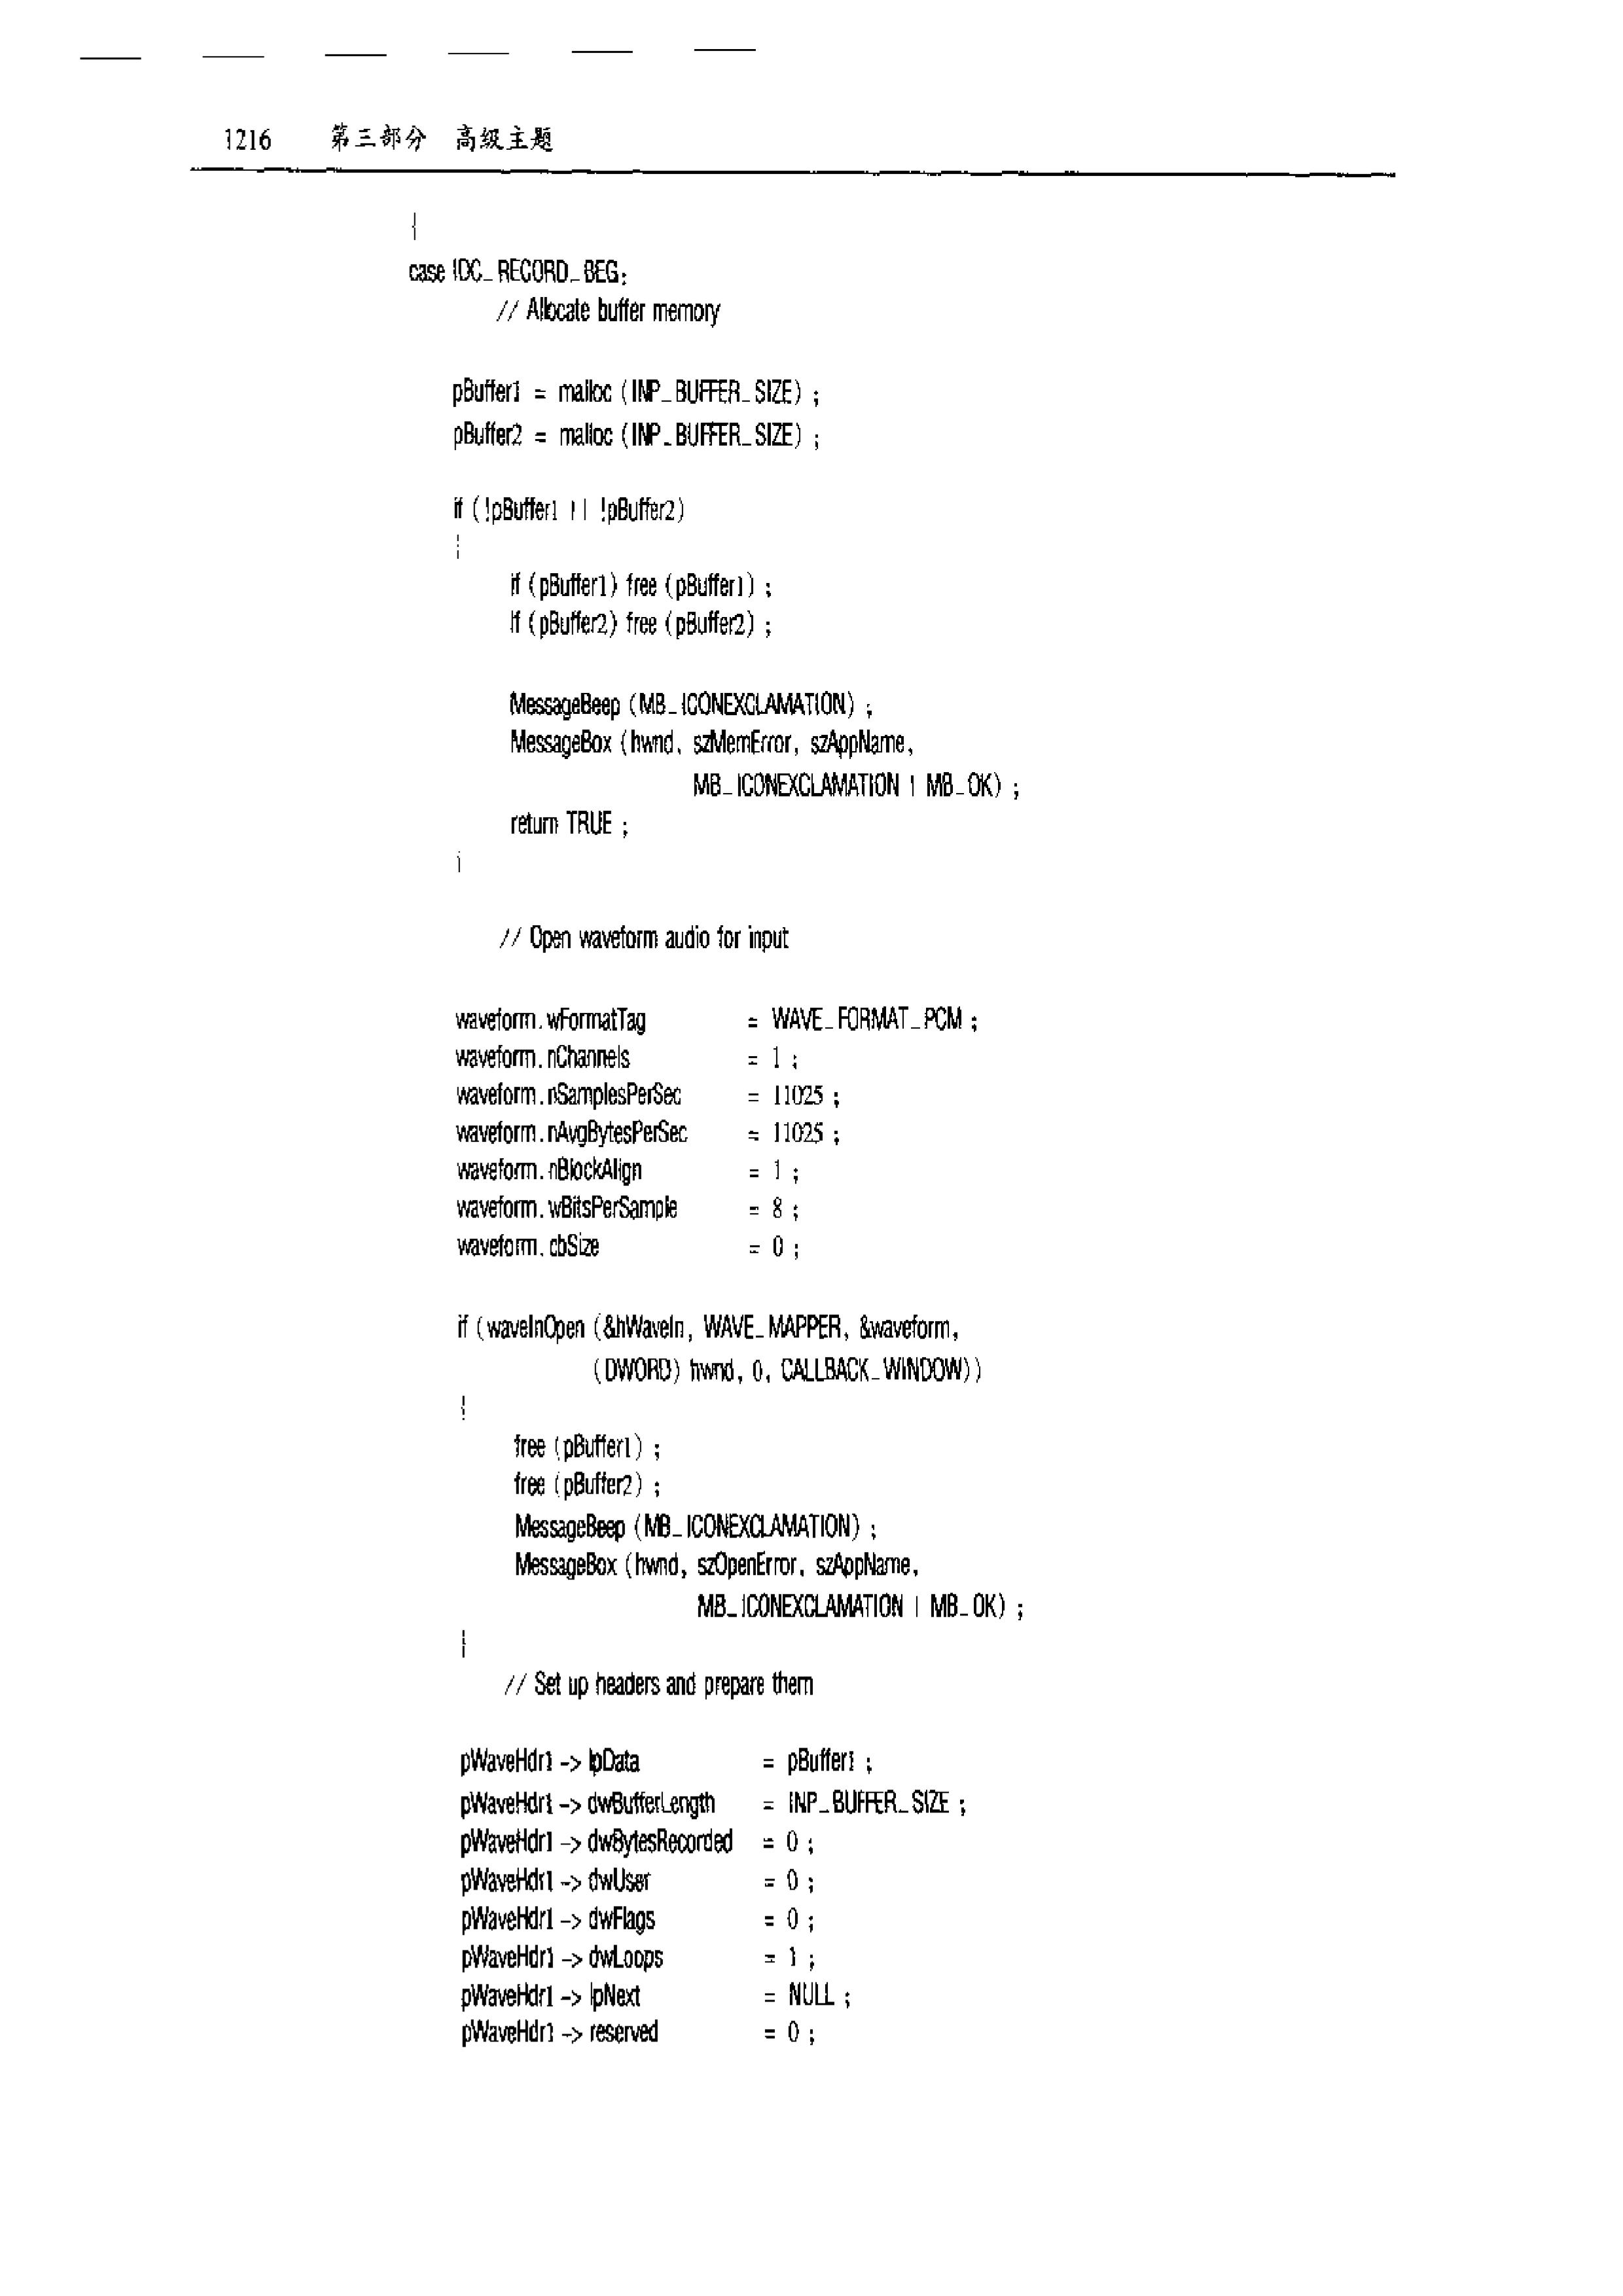 1216 第三部分 高级主题
{
case IDC_RECORD_BEG:
// Allocate buffer memory
pBuffer1 = malloc (INP_BUFFER_SIZE) ;
pBuffer2 = malloc (INP_BUFFER_SIZE) ;
if (!pBuffer1 || !pBuffer2)
{
if (pBuffer1) free (pBuffer1) ;
if (pBuffer2) free (pBuffer2) ;
MessageBeep (MB_ICONEXCLAMATION) ;
MessageBox (hwnd, szMemError, szAppName,
MB_ICONEXCLAMATION | MB_OK) ;
return TRUE ;
}
// Open waveform audio for input
waveform.wFormatTag = WAVE_FORMAT_PCM ;
waveform.nChannels = 1 ;
waveform.nSamplesPerSec = 11025 ;
waveform.nAvgBytesPerSec = 11025 ;
waveform.nBlockAlign = 1 ;
waveform.wBitsPerSample = 8 ;
waveform.cbSize = 0 ;
if (waveInOpen (&hWaveIn, WAVE_MAPPER, &waveform,
(DWORD) hwnd, 0, CALLBACK_WINDOW))
{
free (pBuffer1) ;
free (pBuffer2) ;
MessageBeep (MB_ICONEXCLAMATION) ;
MessageBox (hwnd, szOpenError, szAppName,
MB_ICONEXCLAMATION | MB_OK) ;
}
// Set up headers and prepare them
pWaveHdr1 -> lpData = pBuffer1 ;
pWaveHdr1 -> dwBufferLength = INP_BUFFER_SIZE ;
pWaveHdr1 -> dwBytesRecorded = 0 ;
pWaveHdr1 -> dwUser = 0 ;
pWaveHdr1 -> dwFlags = 0 ;
pWaveHdr1 -> dwLoops = 1 ;
pWaveHdr1 -> lpNext = NULL ;
pWaveHdr1 -> reserved = 0 ;